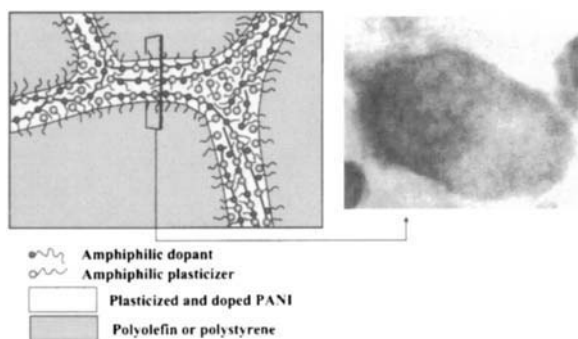 Amphiphilic dopant
Amphiphilic plasticizer
Plasticized and doped PANI
Polyolefin or polystyrene